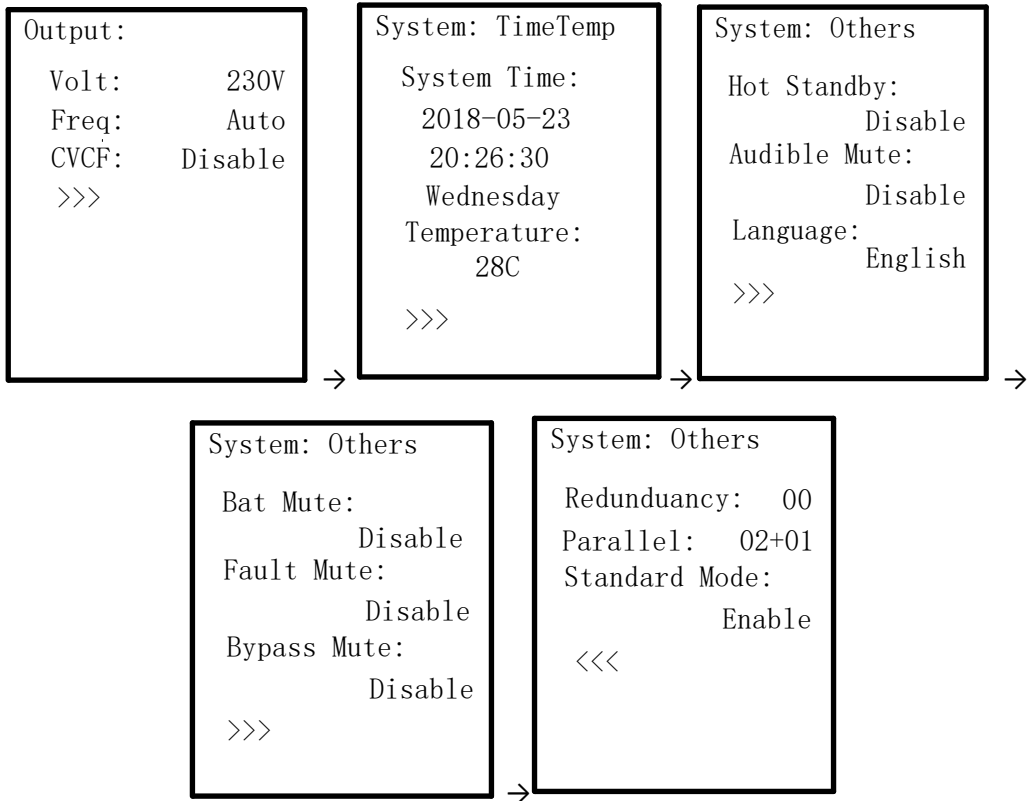 Output:
Volt: 230V
Freq: Auto
CVCF: Disable
>>>
→
System: TimeTemp
System Time:
2018-05-23
20:26:30
Wednesday
Temperature:
28C
>>>
→
System: Others
Hot Standby:
Disable
Audible Mute:
Disable
Language:
English
>>>
→
System: Others
Bat Mute:
Disable
Fault Mute:
Disable
Bypass Mute:
Disable
>>>
→
System: Others
Redunduancy: 00
Parallel: 02+01
Standard Mode:
Enable
<<<